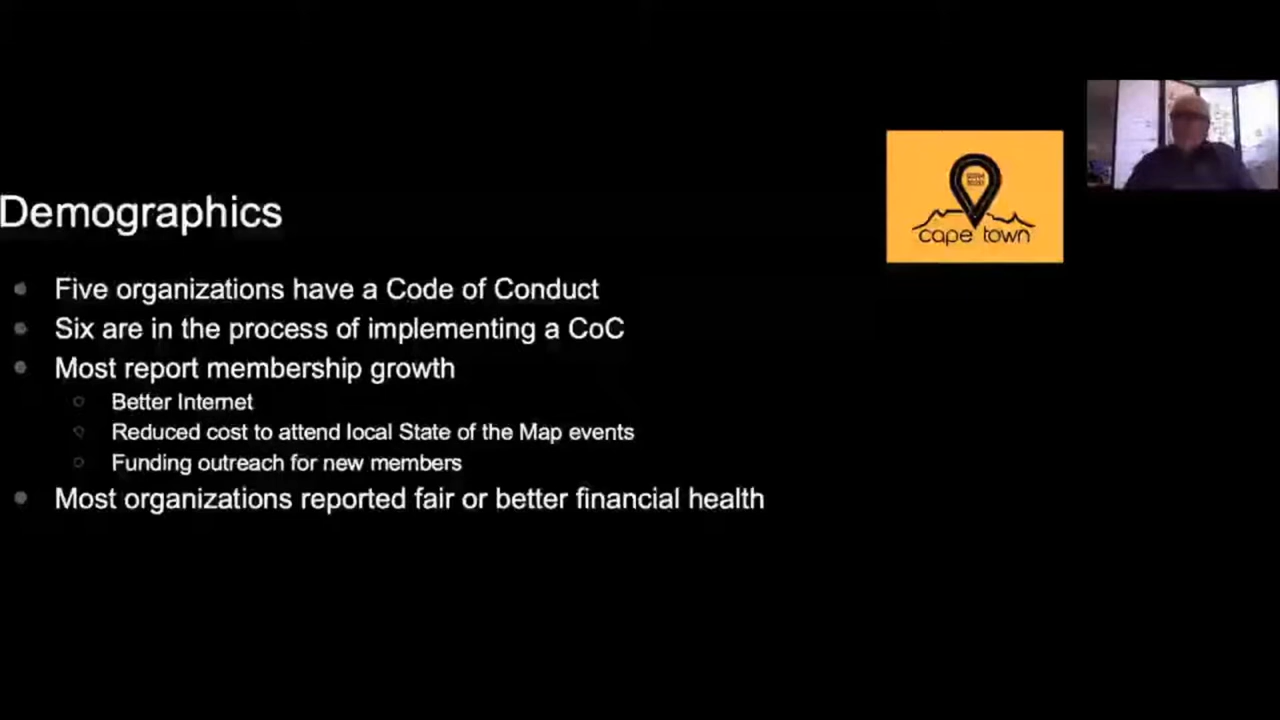 Demographics
Five organizations have a Code of Conduct
Six are in the process of implementing a CoC
Most report membership growth
Better Internet
Reduced cost to attend local State of the Map events
Funding outreach for new members
Most organizations reported fair or better financial health
cape town